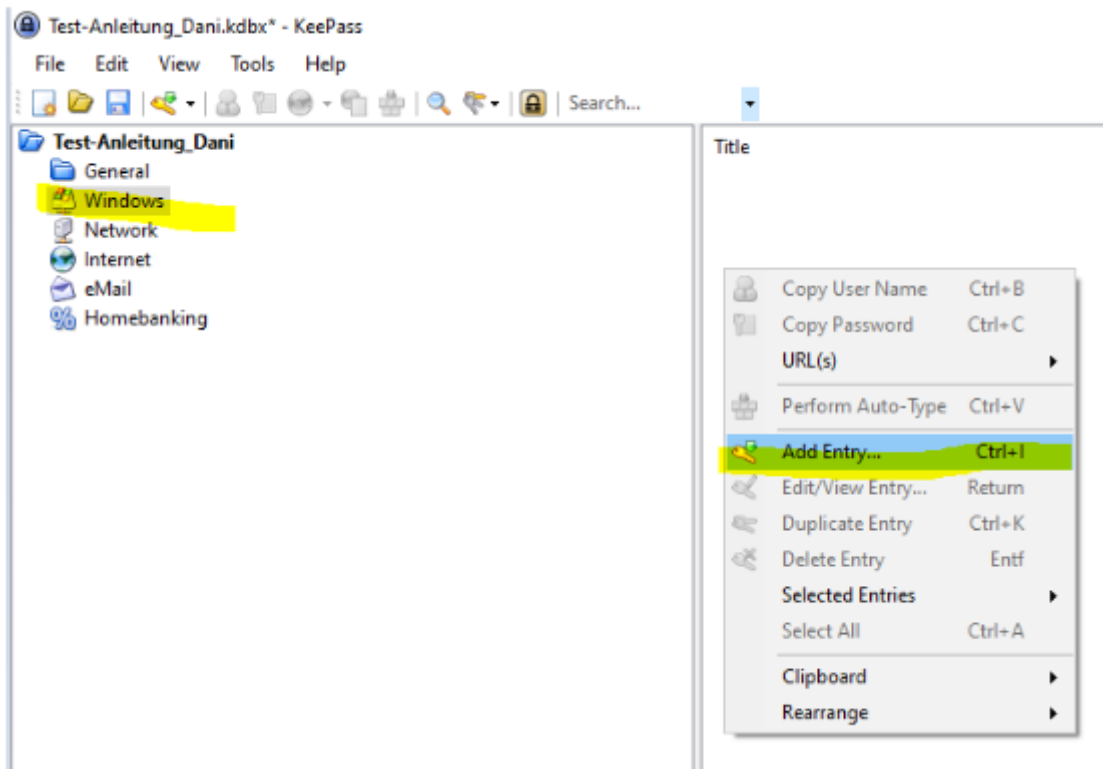 Test-Anleitung_Dani.kdbx* - KeePass
File Edit View Tools Help
Search...
Test-Anleitung_Dani
General
Windows
Network
Internet
eMail
Homebanking
Title
Copy User Name Ctrl+B
Copy Password Ctrl+C
URL(s)
Perform Auto-Type Ctrl+V
Add Entry... Ctrl+I
Edit/View Entry... Return
Duplicate Entry Ctrl+K
Delete Entry Entf
Selected Entries
Select All Ctrl+A
Clipboard
Rearrange